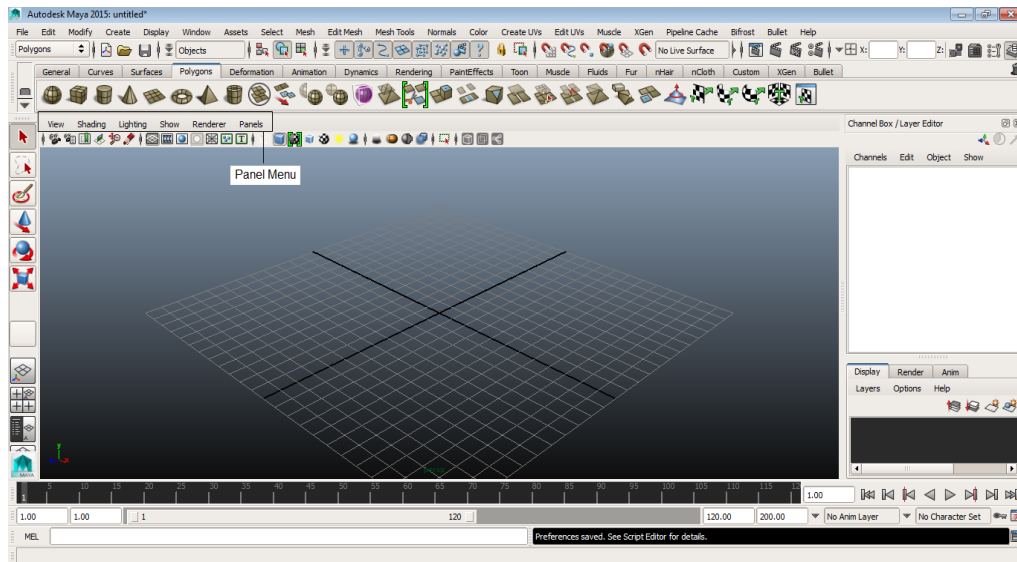 Autodesk Maya 2015: untitled*
File Edit Modify Create Display Window Assets Select Mesh Edit Mesh Mesh Tools Normals Color Create UVs Edit UVs Muscle XGen Pipeline Cache Bifrost Bullet Help
Polygons Objects No Live Surface X: Y: Z:
General Curves Surfaces Polygons Deformation Animation Dynamics Rendering PaintEffects Toon Muscle Fluids Fur nHair nCloth Custom XGen Bullet
View Shading Lighting Show Renderer Panels
Channel Box / Layer Editor
Channels Edit Object Show
Panel Menu
Display Render Anim
Layers Options Help
y
x
persp
MAYA
5 10 15 20 25 30 35 40 45 50 55 60 65 70 75 80 85 90 95 100 105 110 115 12
1
1.00
1.00 1.00 1 120 120.00 200.00 No Anim Layer No Character Set
MEL Preferences saved. See Script Editor for details.